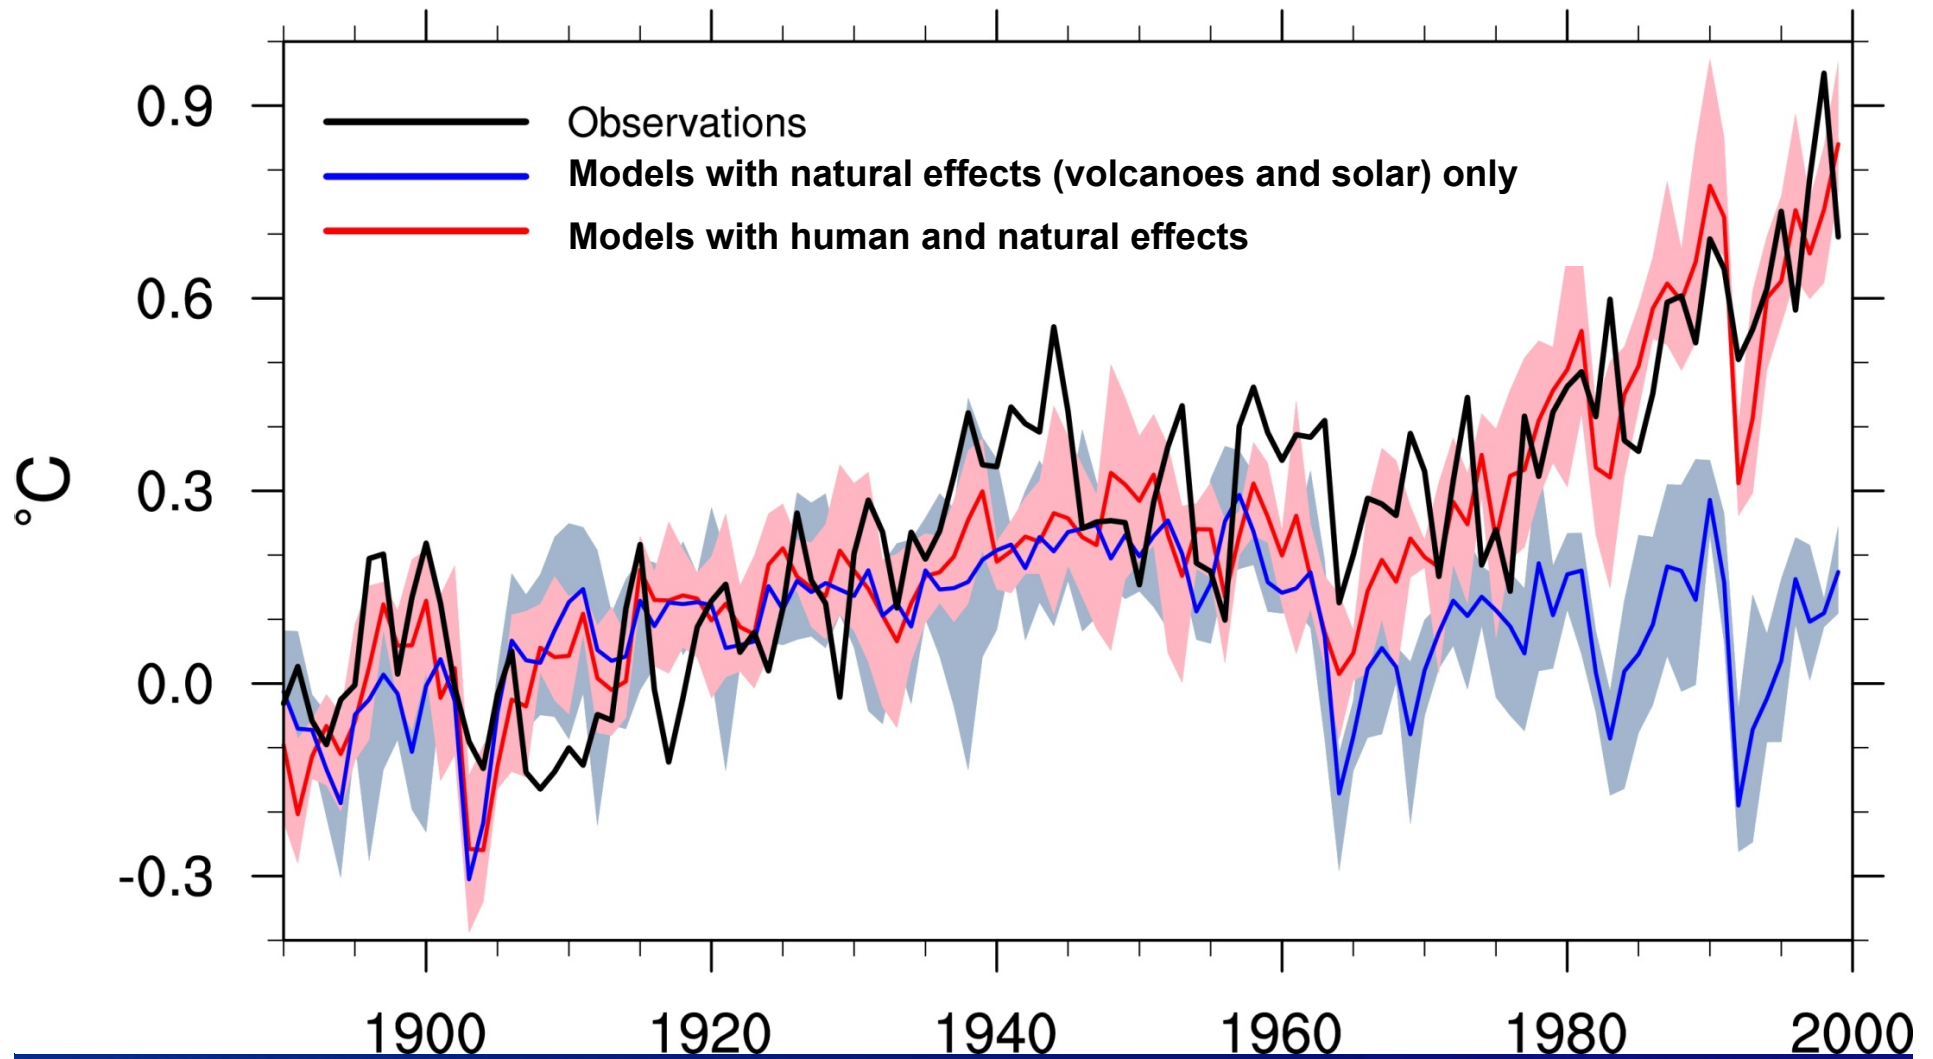 0.9
0.6
0.3
0.0
-0.3
°C
Observations
Models with natural effects (volcanoes and solar) only
Models with human and natural effects
1900 1920 1940 1960 1980 2000